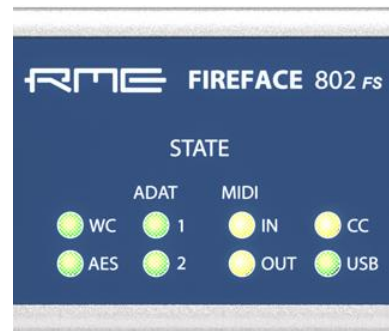 RME FIREFACE 802 FS
STATE
ADAT MIDI
WC 1 IN CC
AES 2 OUT USB